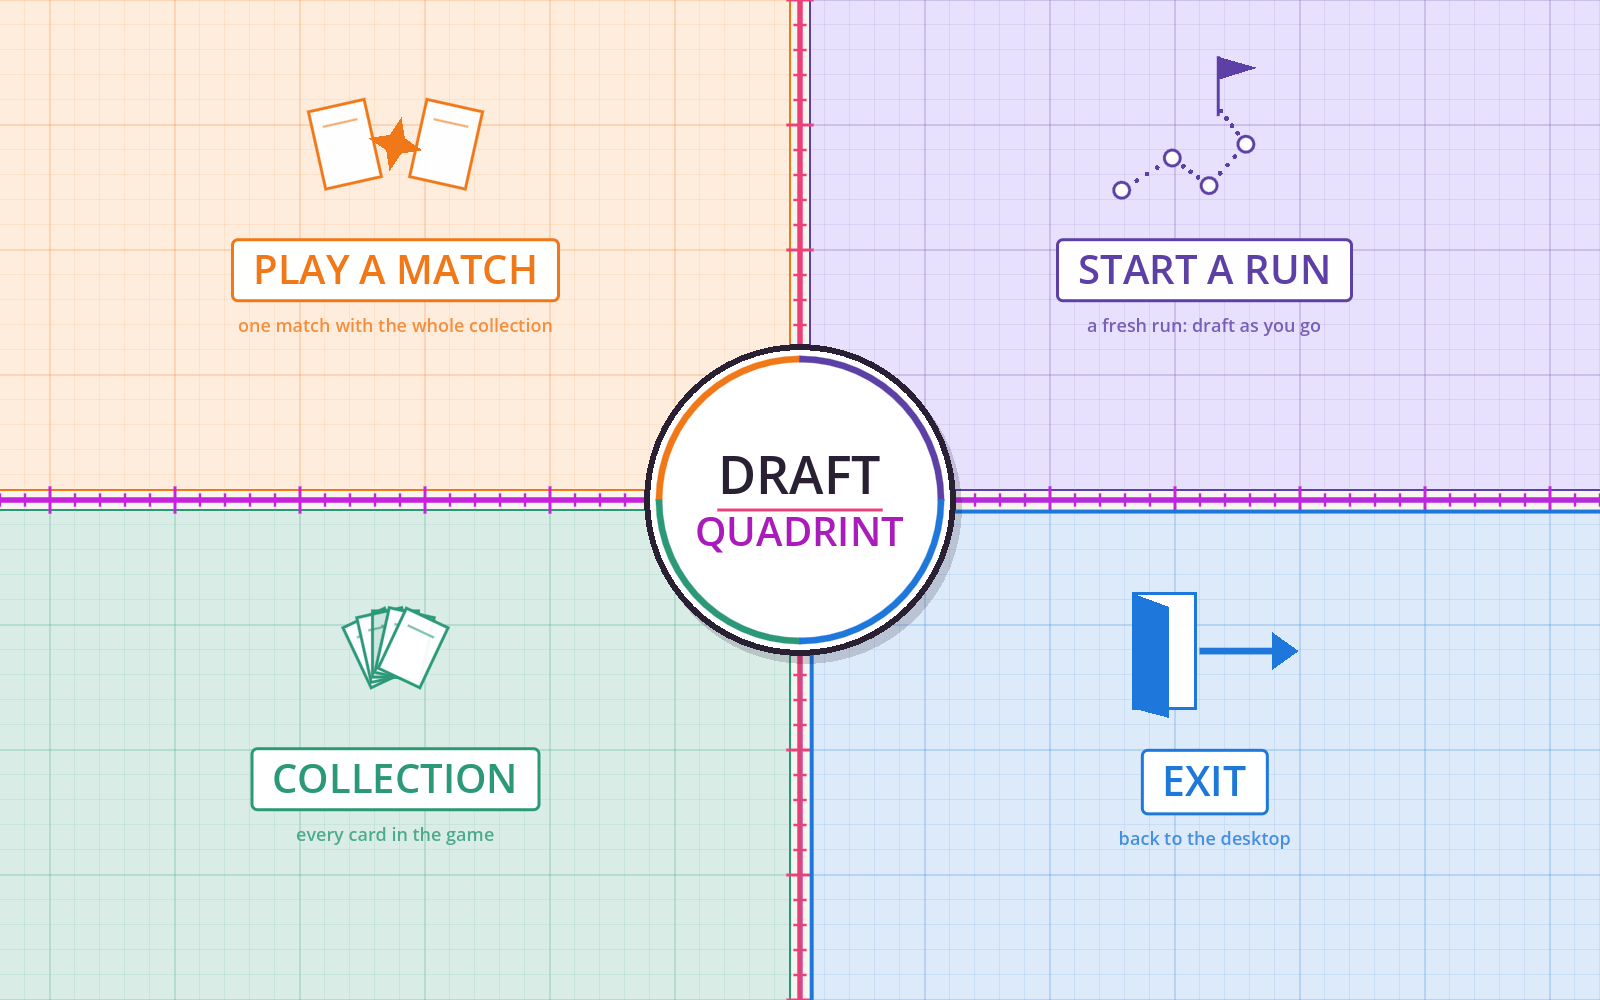 PLAY A MATCH
one match with the whole collection
START A RUN
a fresh run: draft as you go
DRAFT
QUADRINT
COLLECTION
every card in the game
EXIT
back to the desktop